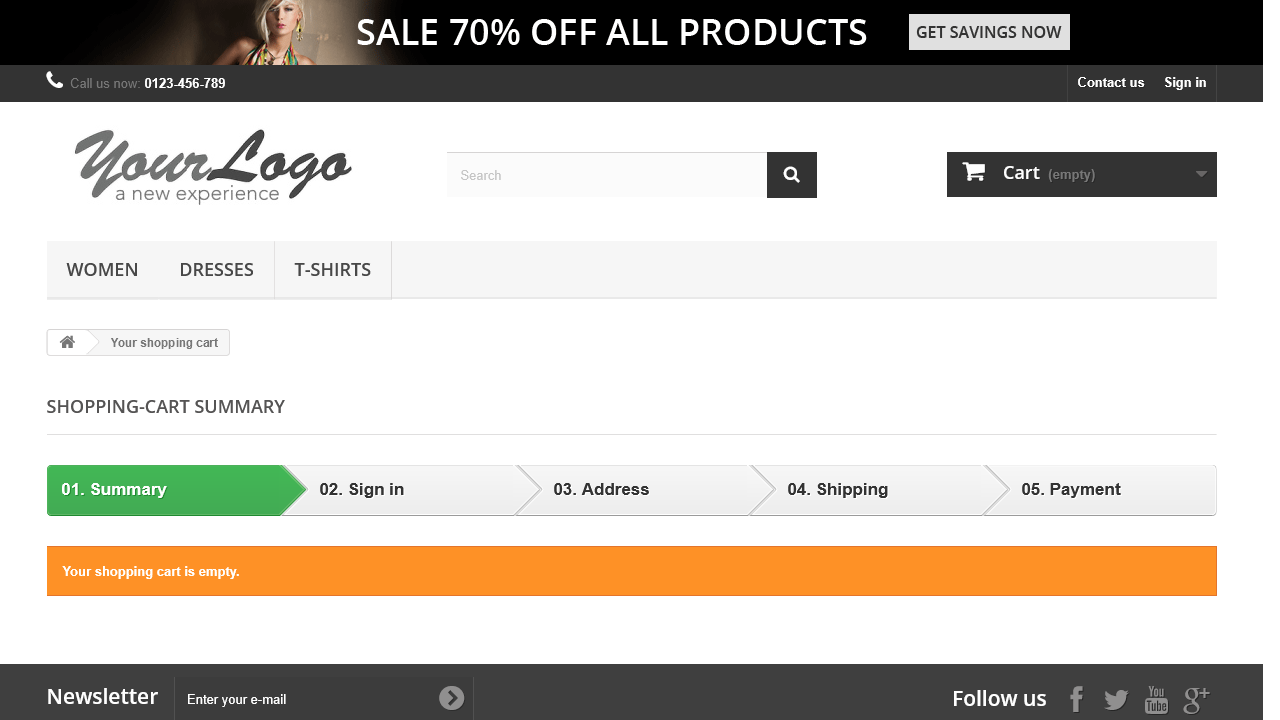 SALE 70% OFF ALL PRODUCTS GET SAVINGS NOW
Call us now: 0123-456-789 Contact us Sign in
YourLogo
a new experience
Search
Cart (empty)
WOMEN DRESSES T-SHIRTS
Your shopping cart
SHOPPING-CART SUMMARY
01. Summary 02. Sign in 03. Address 04. Shipping 05. Payment
Your shopping cart is empty.
Newsletter Enter your e-mail Follow us You Tube g+